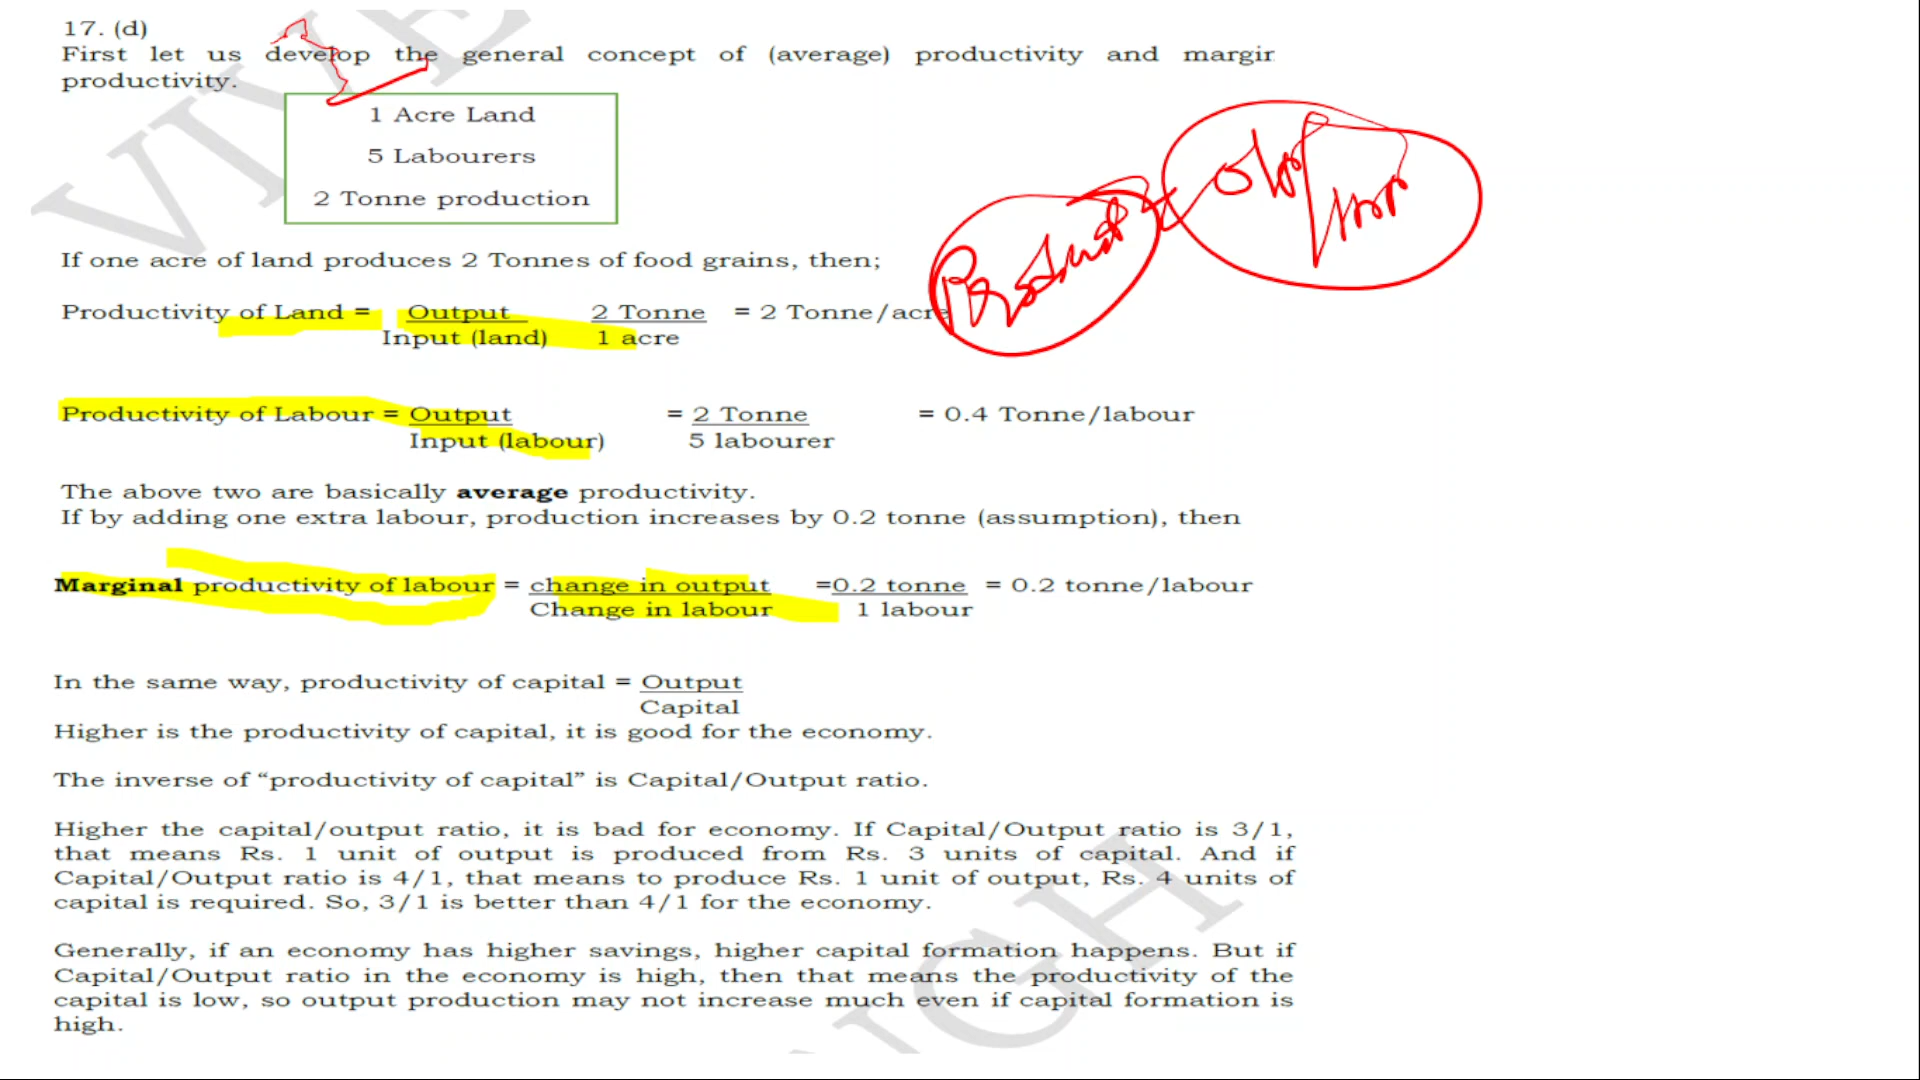 17. (d)
First let us develop the general concept of (average) productivity and margin
productivity.
1 Acre Land
5 Labourers
2 Tonne production
If one acre of land produces 2 Tonnes of food grains, then;
Productivity of Land = Output 2 Tonne = 2 Tonne/acre
Input (land) 1 acre
Productivity of Labour = Output = 2 Tonne = 0.4 Tonne/labour
Input (labour) 5 labourer
The above two are basically average productivity.
If by adding one extra labour, production increases by 0.2 tonne (assumption), then
Marginal productivity of labour = change in output =0.2 tonne = 0.2 tonne/labour
Change in labour 1 labour
In the same way, productivity of capital = Output
Capital
Higher is the productivity of capital, it is good for the economy.
The inverse of “productivity of capital” is Capital/Output ratio.
Higher the capital/output ratio, it is bad for economy. If Capital/Output ratio is 3/1,
that means Rs. 1 unit of output is produced from Rs. 3 units of capital. And if
Capital/Output ratio is 4/1, that means to produce Rs. 1 unit of output, Rs. 4 units of
capital is required. So, 3/1 is better than 4/1 for the economy.
Generally, if an economy has higher savings, higher capital formation happens. But if
Capital/Output ratio in the economy is high, then that means the productivity of the
capital is low, so output production may not increase much even if capital formation is
high.